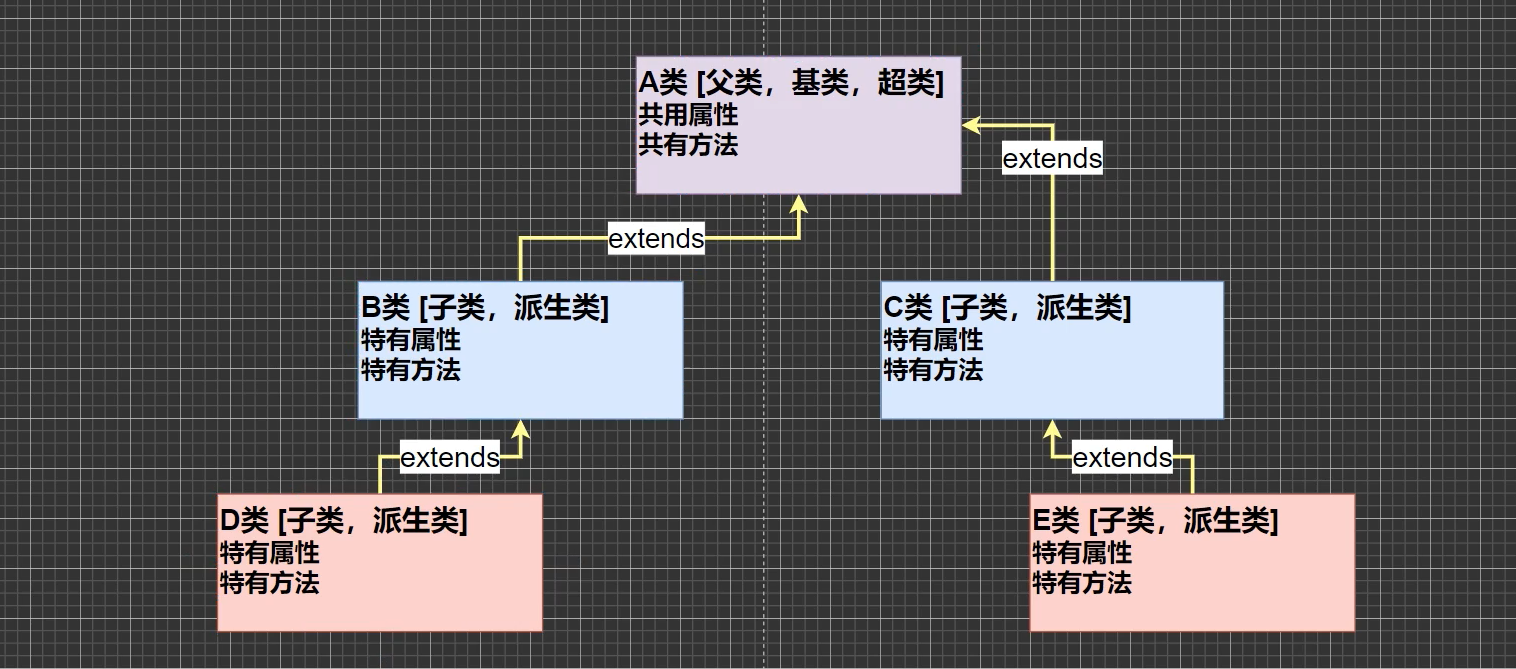 A类 [父类，基类，超类]
共用属性
共有方法
extends
extends
B类 [子类，派生类]
特有属性
特有方法
C类 [子类，派生类]
特有属性
特有方法
extends
extends
D类 [子类，派生类]
特有属性
特有方法
E类 [子类，派生类]
特有属性
特有方法